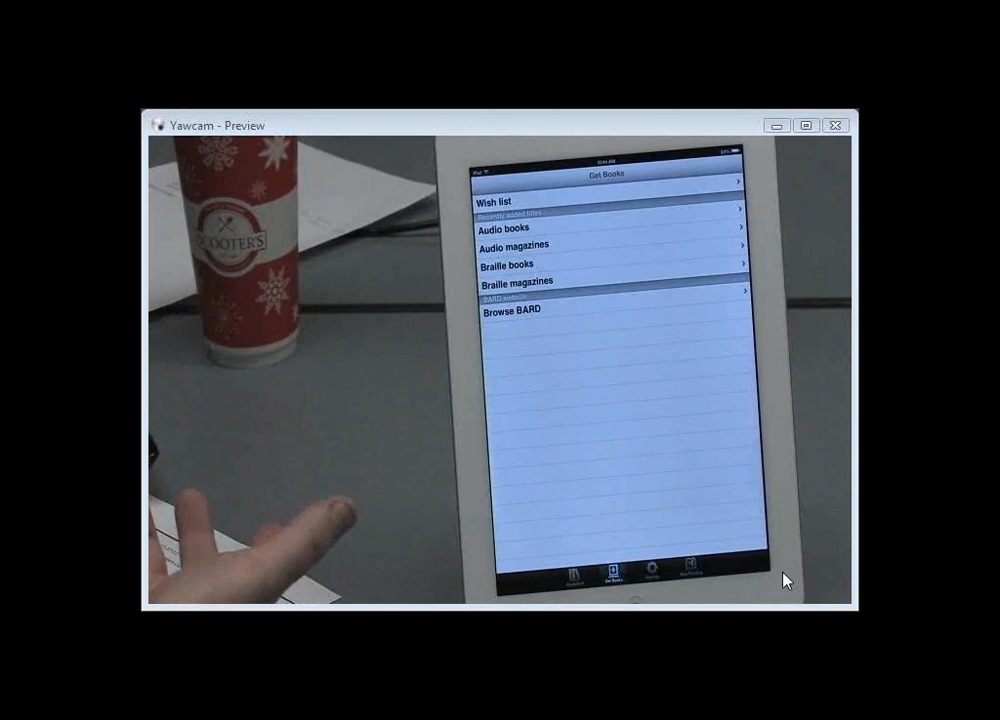 Yawcam - Preview
SCOOTER'S
iPad
Get Books
Wish list
Recently added titles
Audio books
Audio magazines
Braille books
Braille magazines
BARD website
Browse BARD
Get Books